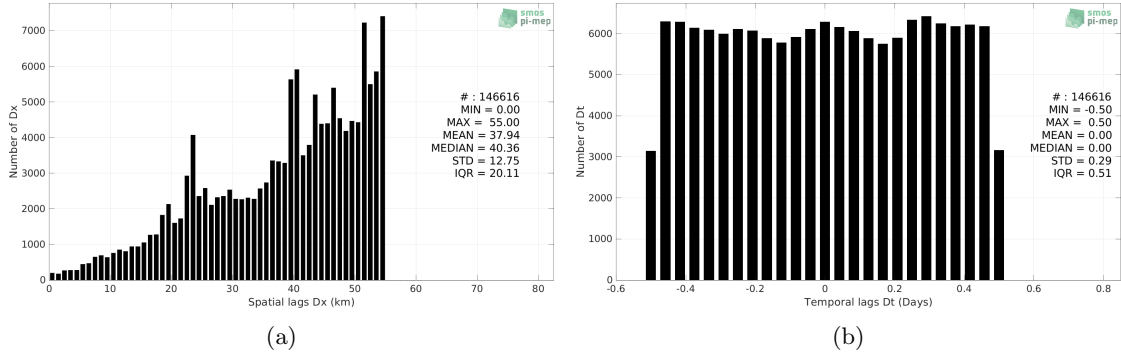 smos
pi-mep
7000
6000
5000
4000
3000
2000
1000
0
Number of Dx
# : 146616
MIN = 0.00
MAX = 55.00
MEAN = 37.94
MEDIAN = 40.36
STD = 12.75
IQR = 20.11
0 10 20 30 40 50 60 70 80
Spatial lags Dx (km)
(a)
smos
pi-mep
6000
5000
4000
3000
2000
1000
0
Number of Dt
# : 146616
MIN = -0.50
MAX = 0.50
MEAN = 0.00
MEDIAN = 0.00
STD = 0.29
IQR = 0.51
-0.6 -0.4 -0.2 0 0.2 0.4 0.6 0.8
Temporal lags Dt (Days)
(b)